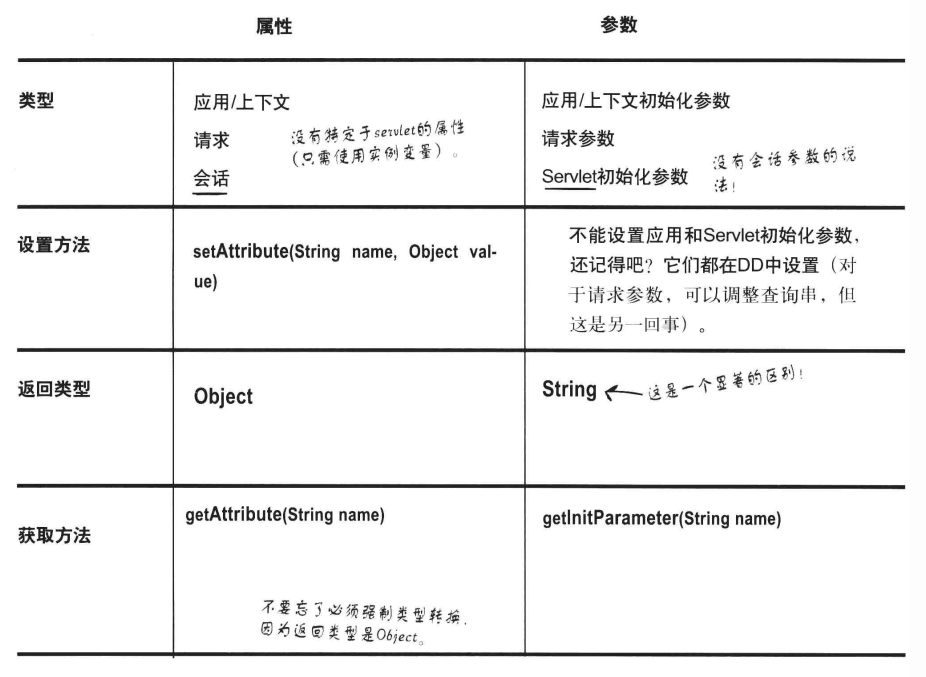 属性
参数
类型
应用/上下文
请求
会话
没有特定于servlet的属性
(只需使用实例变量)。
应用/上下文初始化参数
请求参数
Servlet初始化参数
没有会话参数的说
法!
设置方法
setAttribute(String name, Object val-
ue)
不能设置应用和Servlet初始化参数,
还记得吧?它们都在DD中设置(对
于请求参数,可以调整查询串,但
这是另一回事)。
返回类型
Object
String
这是一个显著的区别!
获取方法
getAttribute(String name)
不要忘了必须强制类型转换,
因为返回类型是Object。
getInitParameter(String name)